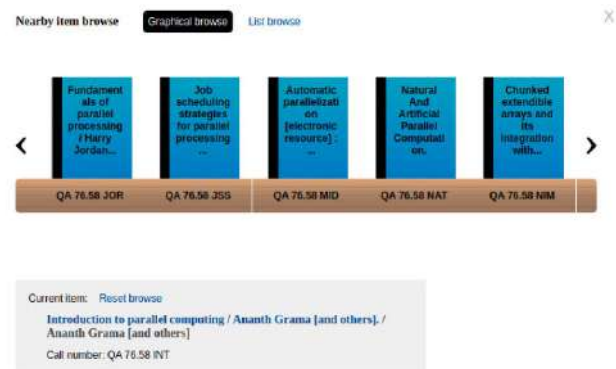 Nearby item browse Graphical browse List browse X
Fundament
als of
parallel
processing
/ Harry
Jordan...
Job
scheduling
strategies
for parallel
processing
...
Automatic
parallelizati
on
[electronic
resource] :
...
Natural
And
Artificial
Parallel
Computati
on.
Chunked
extendible
arrays and
its
integration
with...
QA 76.58 JOR QA 76.58 JSS QA 76.58 MID QA 76.58 NAT QA 76.58 NIM
Current item: Reset browse
Introduction to parallel computing / Ananth Grama [and others]. /
Ananth Grama [and others]
Call number: QA 76.58 INT